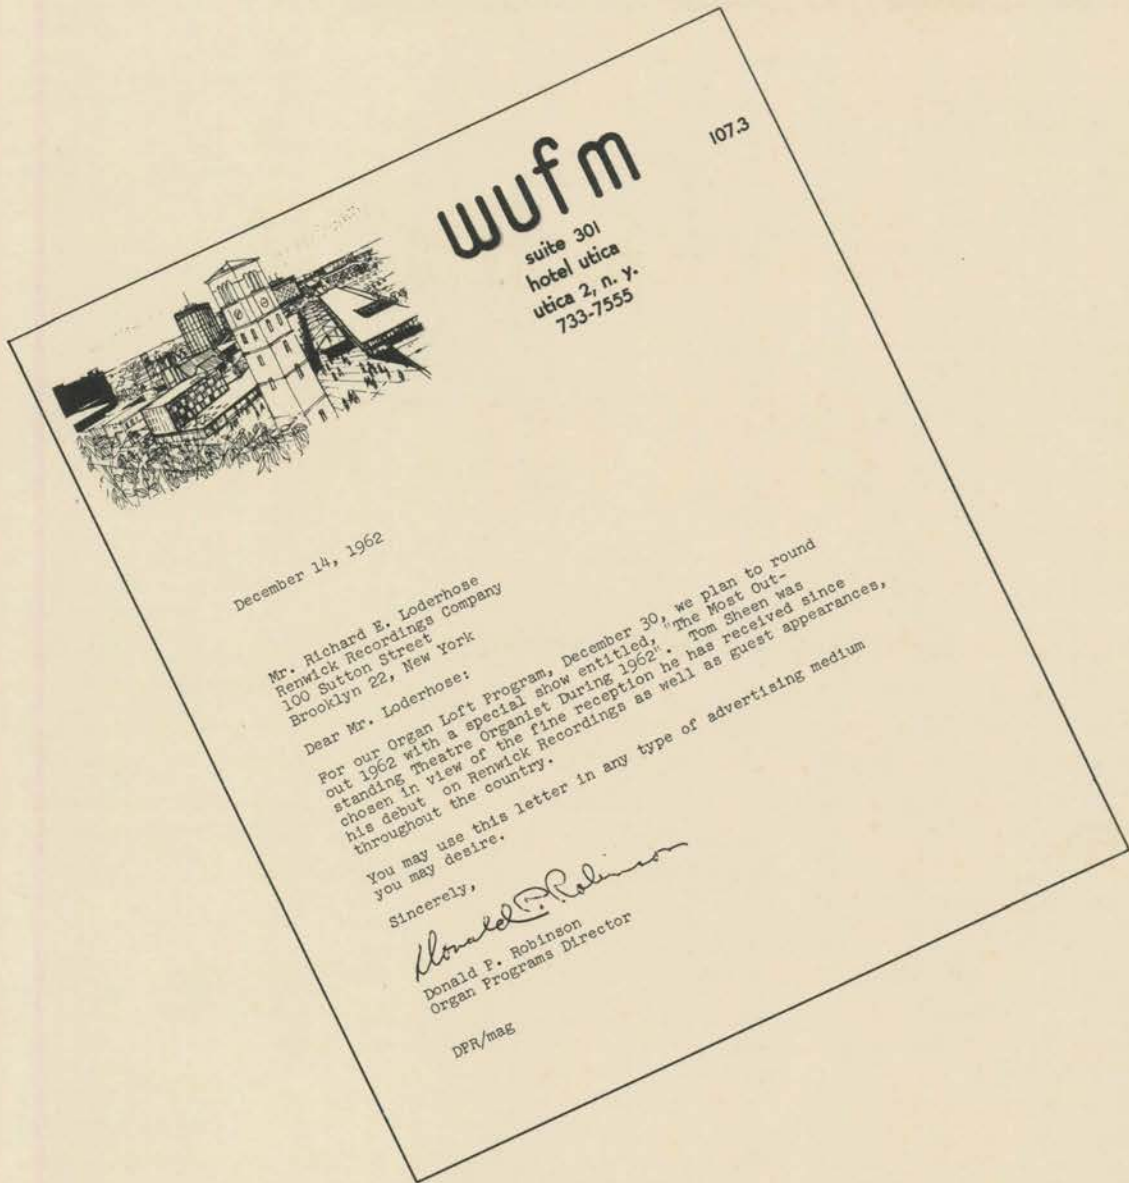 wufm
107.3
suite 301
hotel utica
utica 2, n. y.
733-7555
December 14, 1962
Mr. Richard E. Loderhose
Renwick Recordings Company
100 Sutton Street
Brooklyn 22, New York
Dear Mr. Loderhose:
For our Organ Loft Program, December 30, we plan to round
out 1962 with a special show entitled, "The Most Out-
standing Theatre Organist During 1962". Tom Sheen was
chosen in view of the fine reception he has received since
his debut on Renwick Recordings as well as guest appearances,
throughout the country.
You may use this letter in any type of advertising medium
you may desire.
Sincerely,
Donald P. Robinson
Donald P. Robinson
Organ Programs Director
DPR/mag